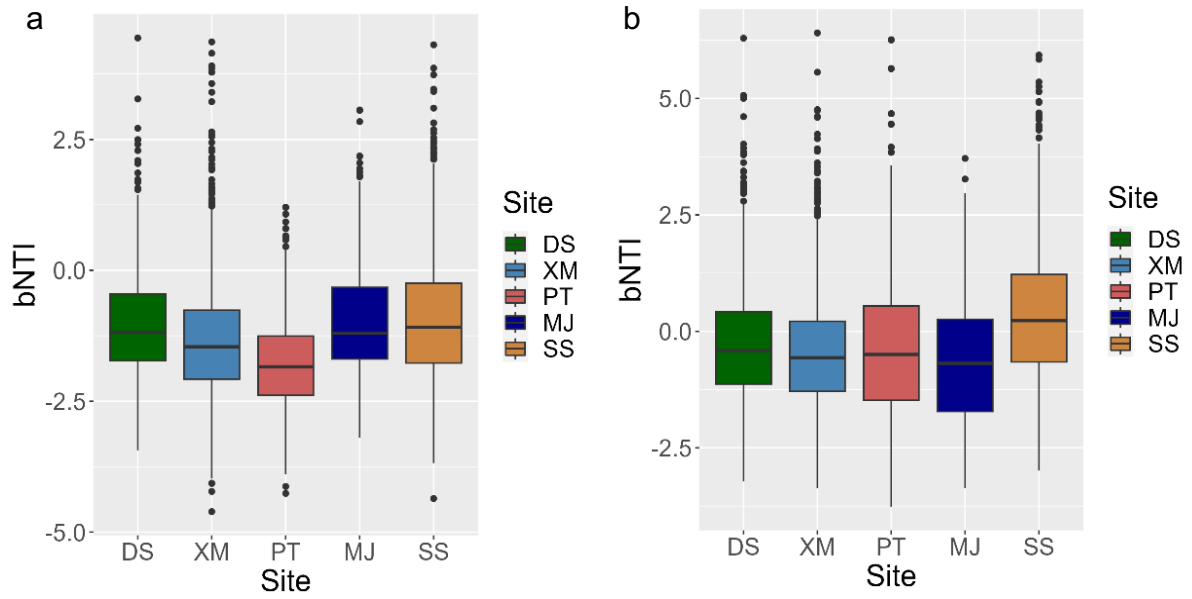 a
bNTI
2.5
0.0
-2.5
-5.0
DS XM PT MJ SS
Site
Site
DS
XM
PT
MJ
SS
b
bNTI
5.0
2.5
0.0
-2.5
DS XM PT MJ SS
Site
Site
DS
XM
PT
MJ
SS